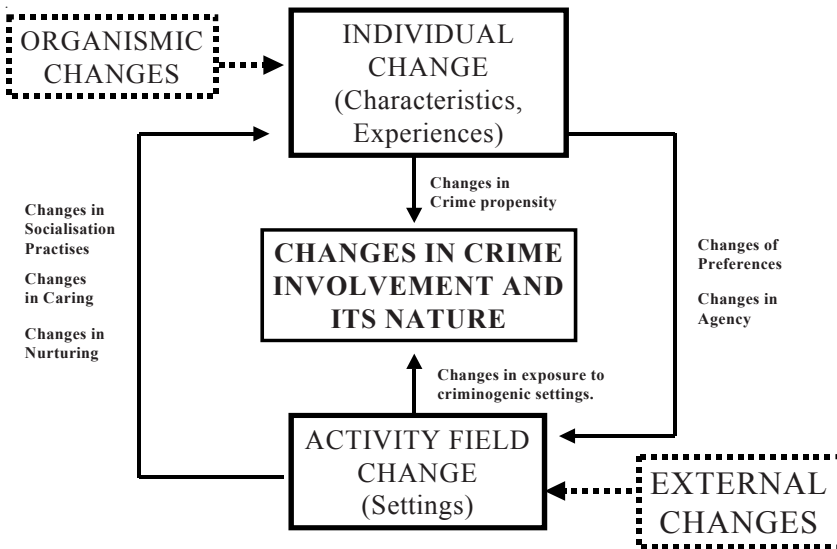 ORGANISMIC
CHANGES
INDIVIDUAL
CHANGE
(Characteristics,
Experiences)
Changes in
Crime propensity
Changes in
Socialisation
Practises
Changes
in Caring
Changes in
Nurturing
CHANGES IN CRIME
INVOLVEMENT AND
ITS NATURE
Changes of
Preferences
Changes in
Agency
Changes in exposure to
criminogenic settings.
ACTIVITY FIELD
CHANGE
(Settings)
EXTERNAL
CHANGES